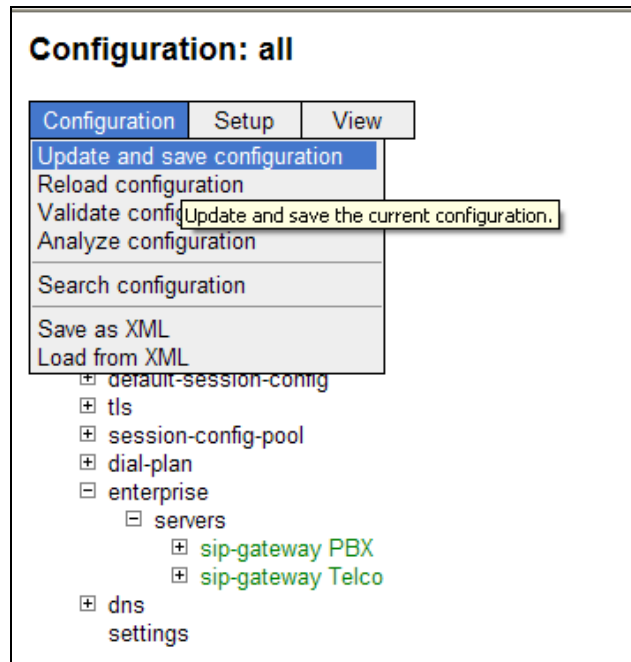 Configuration: all
Configuration Setup View
Update and save configuration
Reload configuration
Validate config
Update and save the current configuration.
Analyze configuration
Search configuration
Save as XML
Load from XML
default-session-config
tls
session-config-pool
dial-plan
enterprise
servers
sip-gateway PBX
sip-gateway Telco
dns
settings